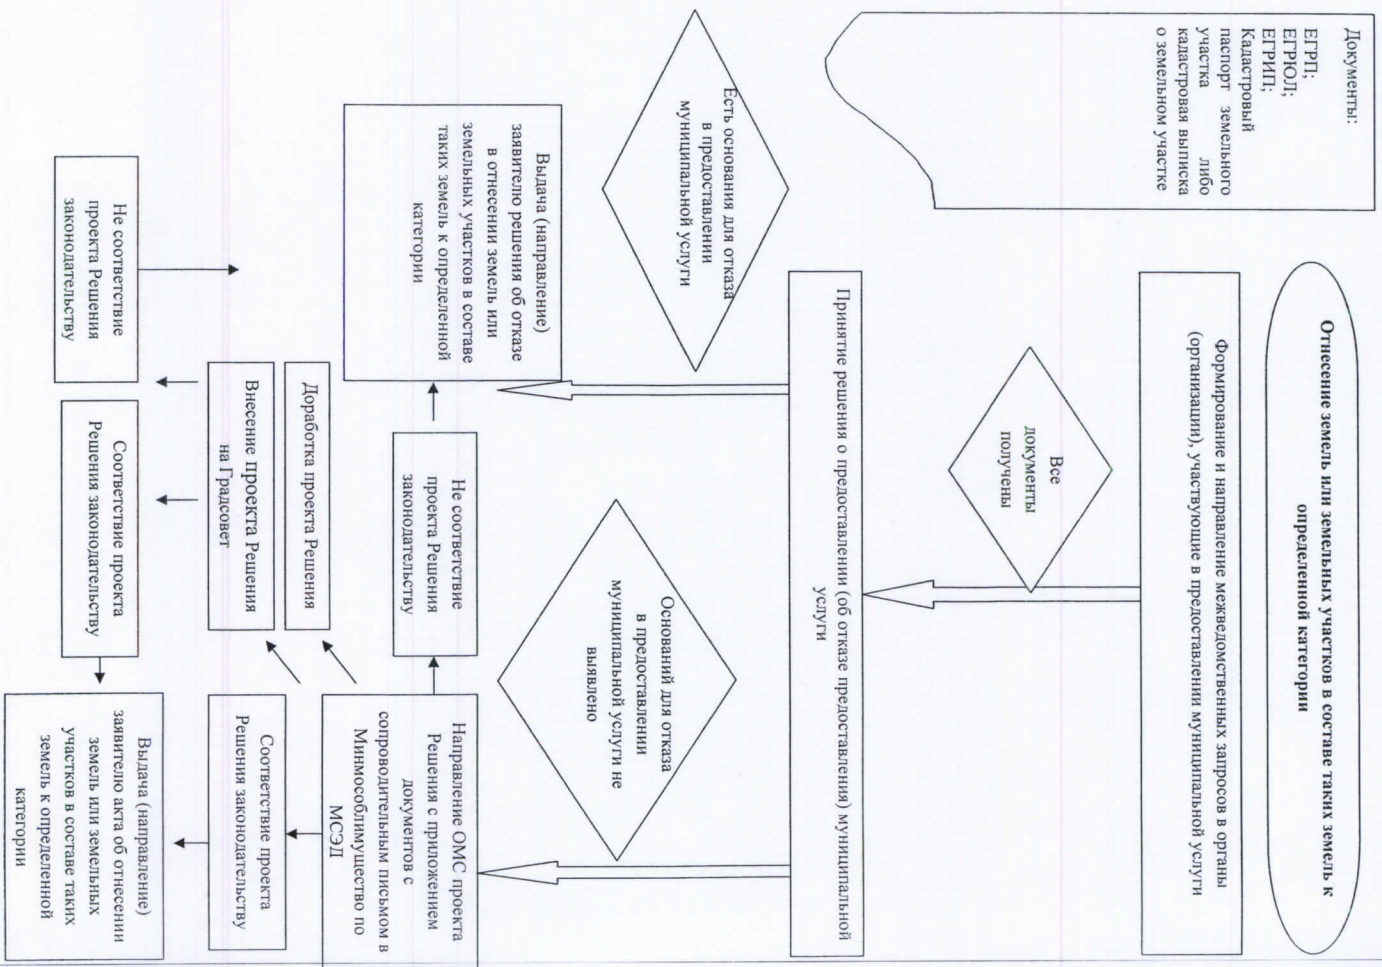 Отнесение земель или земельных участков в составе таких земель к
определенной категории
Документы:
ЕГРП;
ЕГРЮЛ;
ЕГРИП;
Кадастровый
паспорт земельного
участка либо
кадастровая выписка
о земельном участке
Формирование и направление межведомственных запросов в органы
(организации), участвующие в предоставлении муниципальной услуги
Все
документы
получены
Принятие решения о предоставлении (об отказе предоставления) муниципальной
услуги
Есть основания для отказа
в предоставлении
муниципальной услуги
Оснований для отказа
в предоставлении
муниципальной услуги не
выявлено
Выдача (направление)
заявителю решения об отказе
в отнесении земель или
земельных участков в составе
таких земель к определенной
категории
Не соответствие
проекта Решения
законодательству
Направление ОМС проекта
Решения с приложением
документов с
сопроводительным письмом в
Минмособлимущество по
МСЭД
Доработка проекта Решения
Внесение проекта Решения
на Градсовет
Соответствие проекта
Решения законодательству
Не соответствие
проекта Решения
законодательству
Соответствие проекта
Решения законодательству
Выдача (направление)
заявителю акта об отнесении
земель или земельных
участков в составе таких
земель к определенной
категории